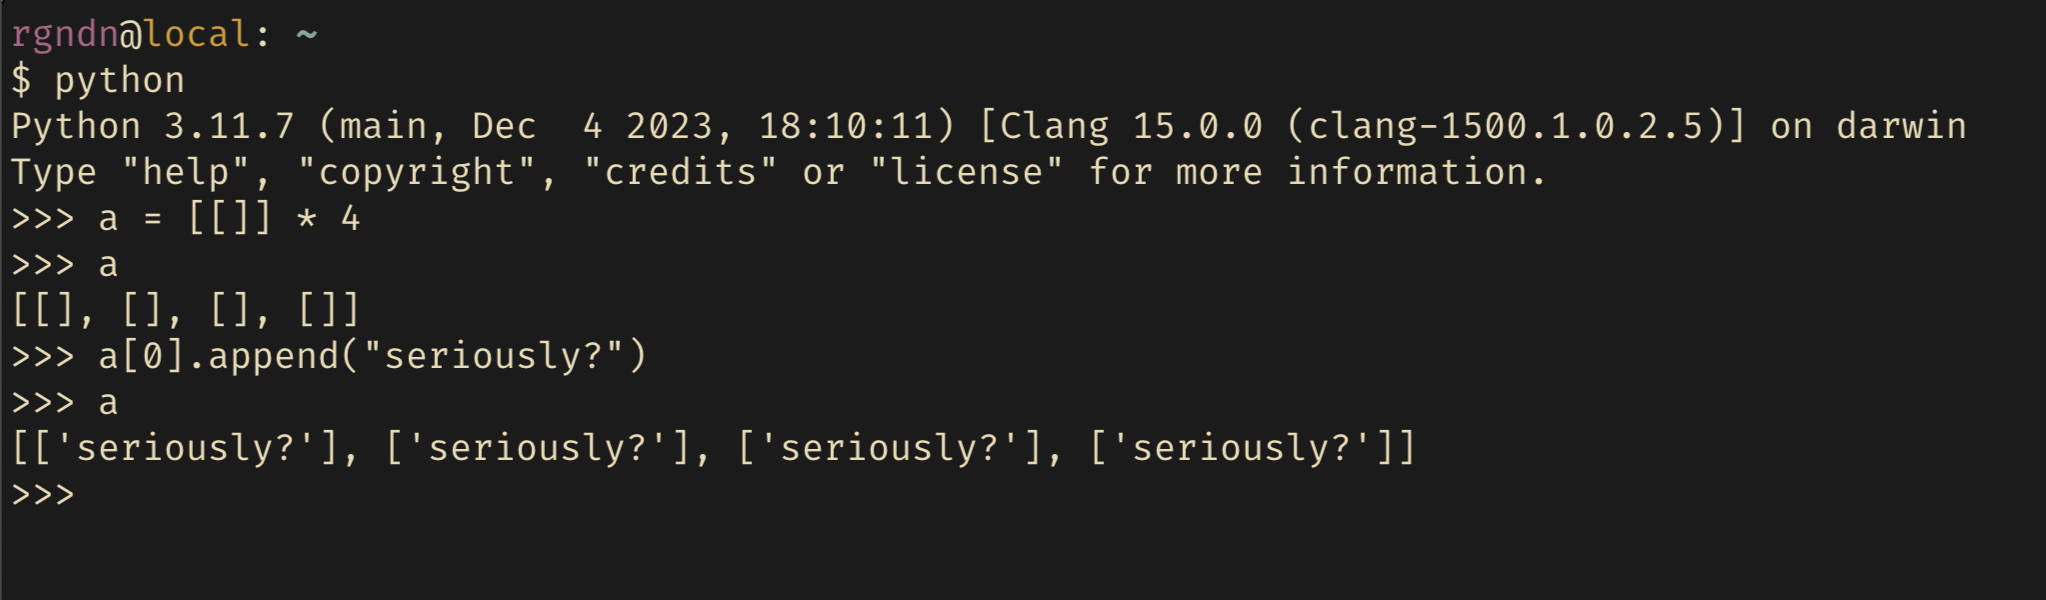 rgndn@local: ~
$ python
Python 3.11.7 (main, Dec  4 2023, 18:10:11) [Clang 15.0.0 (clang-1500.1.0.2.5)] on darwin
Type "help", "copyright", "credits" or "license" for more information.
>>> a = [[]] * 4
>>> a
[[], [], [], []]
>>> a[0].append("seriously?")
>>> a
[['seriously?'], ['seriously?'], ['seriously?'], ['seriously?']]
>>>